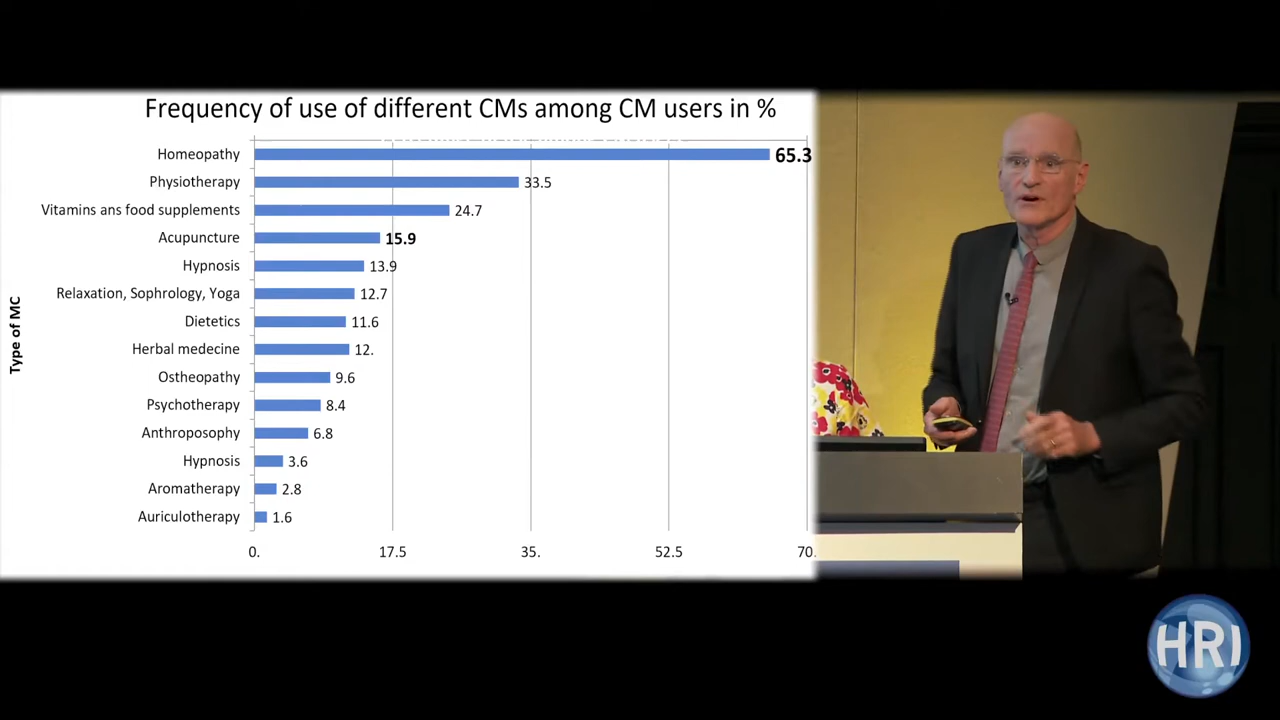 Frequency of use of different CMs among CM users in %
Type of MC
Homeopathy 65.3
Physiotherapy 33.5
Vitamins ans food supplements 24.7
Acupuncture 15.9
Hypnosis 13.9
Relaxation, Sophrology, Yoga 12.7
Dietetics 11.6
Herbal medecine 12.
Ostheopathy 9.6
Psychotherapy 8.4
Anthroposophy 6.8
Hypnosis 3.6
Aromatherapy 2.8
Auriculotherapy 1.6
0. 17.5 35. 52.5 70.
HRI